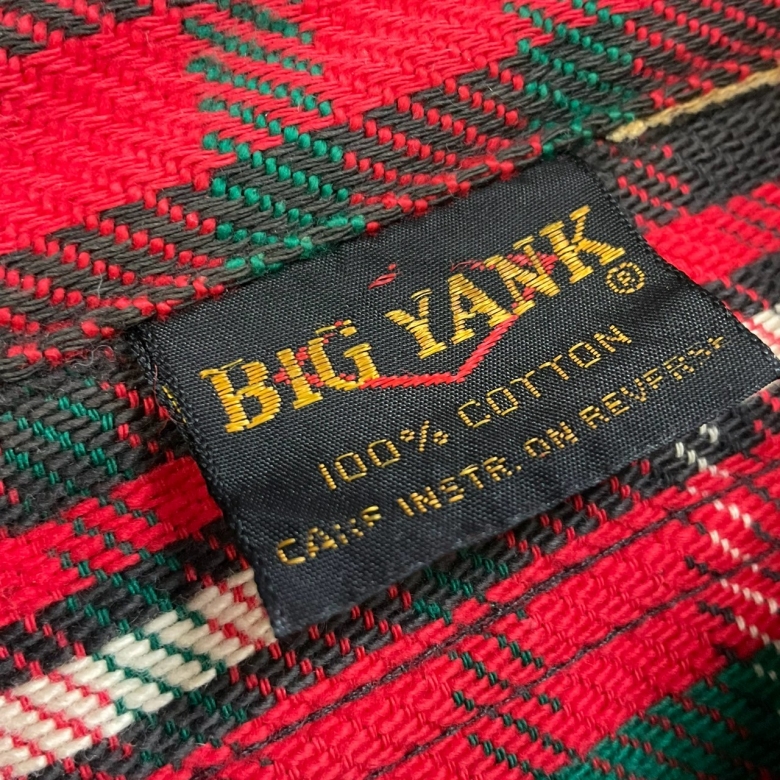 BIG YANK ®
100% COTTON
CARE INSTR. ON REVERSE